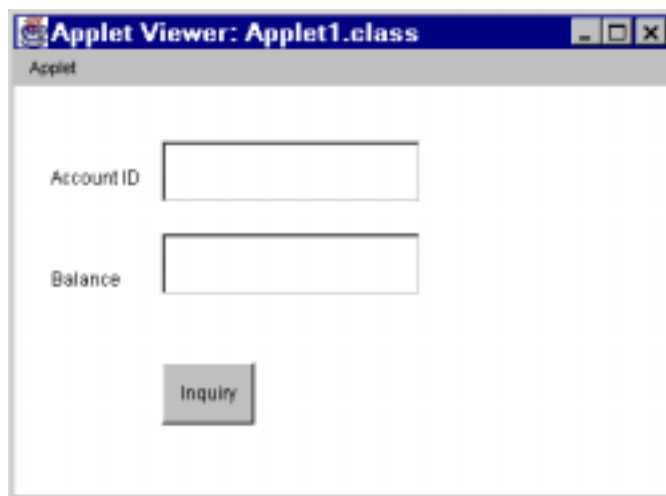 Applet Viewer: Applet1.class
Applet
Account ID
Balance
Inquiry